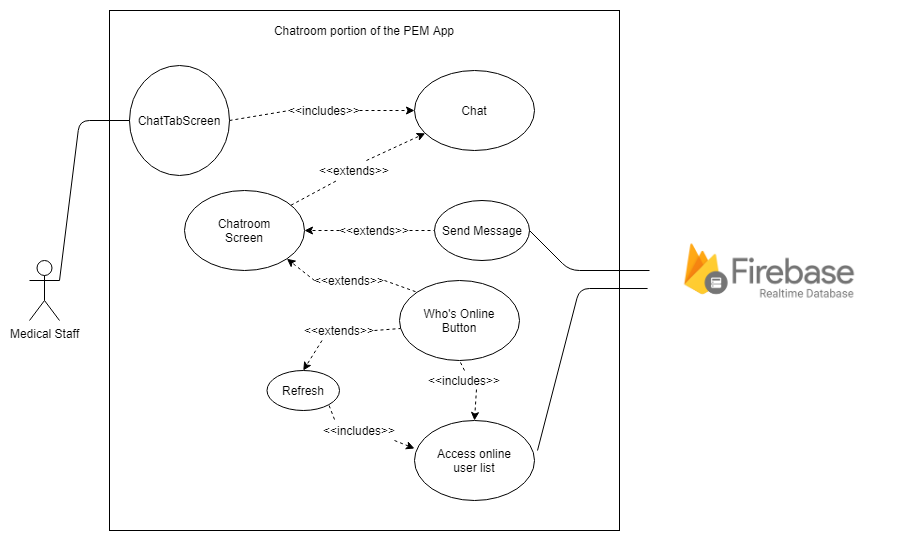 Chatroom portion of the PEM App
ChatTabScreen
<<includes>>
Chat
<<extends>>
Chatroom
Screen
<<extends>>
Send Message
Firebase
Realtime Database
<<extends>>
Medical Staff
Who's Online
Button
<<extends>>
<<includes>>
Refresh
<<includes>>
Access online
user list